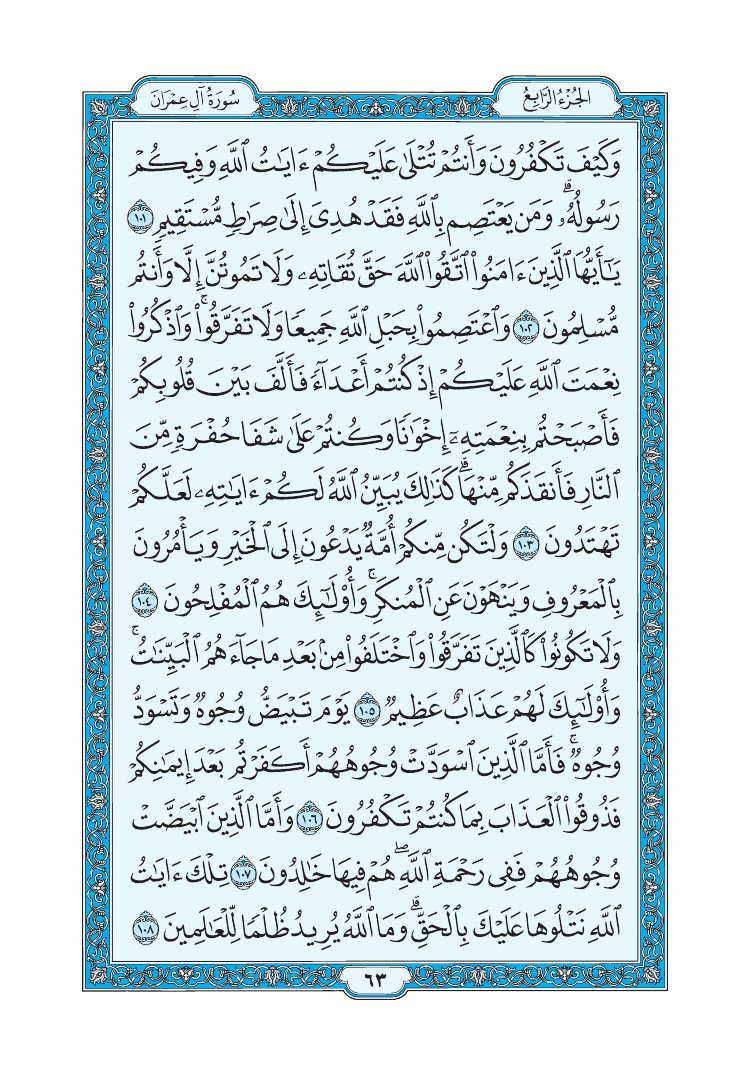 الجُزْءُ الرَّابِعُ
سُورَةُ آلِ عِمْرَانَ
وَكَيْفَ تَكْفُرُونَ وَأَنتُمْ تُتْلَىٰ عَلَيْكُمْ ءَايَٰتُ ٱللَّهِ وَفِيكُمْ
رَسُولُهُۥۗ وَمَن يَعْتَصِم بِٱللَّهِ فَقَدْ هُدِىَ إِلَىٰ صِرَٰطٍ مُّسْتَقِيمٍ ١٠١
يَٰٓأَيُّهَا ٱلَّذِينَ ءَامَنُوا۟ ٱتَّقُوا۟ ٱللَّهَ حَقَّ تُقَاتِهِۦ وَلَا تَمُوتُنَّ إِلَّا وَأَنتُم
مُّسْلِمُونَ ١٠٢ وَٱعْتَصِمُوا۟ بِحَبْلِ ٱللَّهِ جَمِيعًا وَلَا تَفَرَّقُوا۟ۚ وَٱذْكُرُوا۟
نِعْمَتَ ٱللَّهِ عَلَيْكُمْ إِذْ كُنتُمْ أَعْدَآءً فَأَلَّفَ بَيْنَ قُلُوبِكُمْ
فَأَصْبَحْتُم بِنِعْمَتِهِۦٓ إِخْوَٰنًا وَكُنتُمْ عَلَىٰ شَفَا حُفْرَةٍ مِّنَ
ٱلنَّارِ فَأَنقَذَكُم مِّنْهَاۗ كَذَٰلِكَ يُبَيِّنُ ٱللَّهُ لَكُمْ ءَايَٰتِهِۦ لَعَلَّكُمْ
تَهْتَدُونَ ١٠٣ وَلْتَكُن مِّنكُمْ أُمَّةٌ يَدْعُونَ إِلَى ٱلْخَيْرِ وَيَأْمُرُونَ
بِٱلْمَعْرُوفِ وَيَنْهَوْنَ عَنِ ٱلْمُنكَرِۚ وَأُو۟لَٰٓئِكَ هُمُ ٱلْمُفْلِحُونَ ١٠٤
وَلَا تَكُونُوا۟ كَٱلَّذِينَ تَفَرَّقُوا۟ وَٱخْتَلَفُوا۟ مِنۢ بَعْدِ مَا جَآءَهُمُ ٱلْبَيِّنَٰتُۚ
وَأُو۟لَٰٓئِكَ لَهُمْ عَذَابٌ عَظِيمٌ ١٠٥ يَوْمَ تَبْيَضُّ وُجُوهٌ وَتَسْوَدُّ
وُجُوهٌۚ فَأَمَّا ٱلَّذِينَ ٱسْوَدَّتْ وُجُوهُهُمْ أَكَفَرْتُم بَعْدَ إِيمَٰنِكُمْ
فَذُوقُوا۟ ٱلْعَذَابَ بِمَا كُنتُمْ تَكْفُرُونَ ١٠٦ وَأَمَّا ٱلَّذِينَ ٱبْيَضَّتْ
وُجُوهُهُمْ فَفِى رَحْمَةِ ٱللَّهِۖ هُمْ فِيهَا خَٰلِدُونَ ١٠٧ تِلْكَ ءَايَٰتُ
ٱللَّهِ نَتْلُوهَا عَلَيْكَ بِٱلْحَقِّۗ وَمَا ٱللَّهُ يُرِيدُ ظُلْمًا لِّلْعَٰلَمِينَ ١٠٨
٦٣